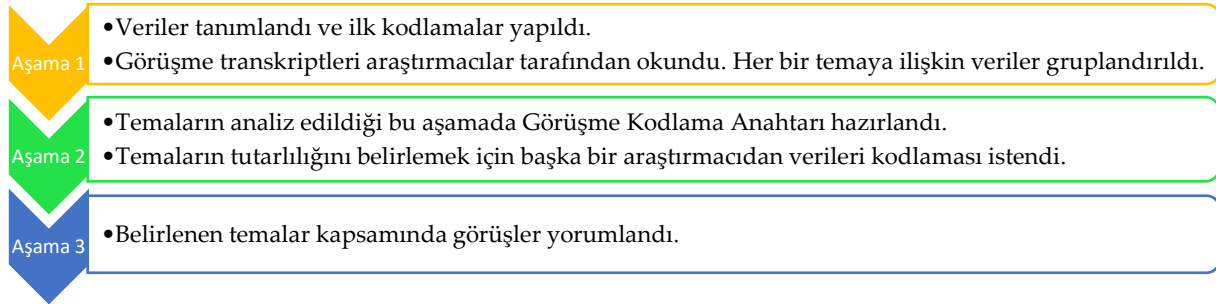 Aşama 1
•Veriler tanımlandı ve ilk kodlamalar yapıldı.
•Görüşme transkriptleri araştırmacılar tarafından okundu. Her bir temaya ilişkin veriler gruplandırıldı.
Aşama 2
•Temaların analiz edildiği bu aşamada Görüşme Kodlama Anahtarı hazırlandı.
•Temaların tutarlılığını belirlemek için başka bir araştırmacıdan verileri kodlaması istendi.
Aşama 3
•Belirlenen temalar kapsamında görüşler yorumlandı.